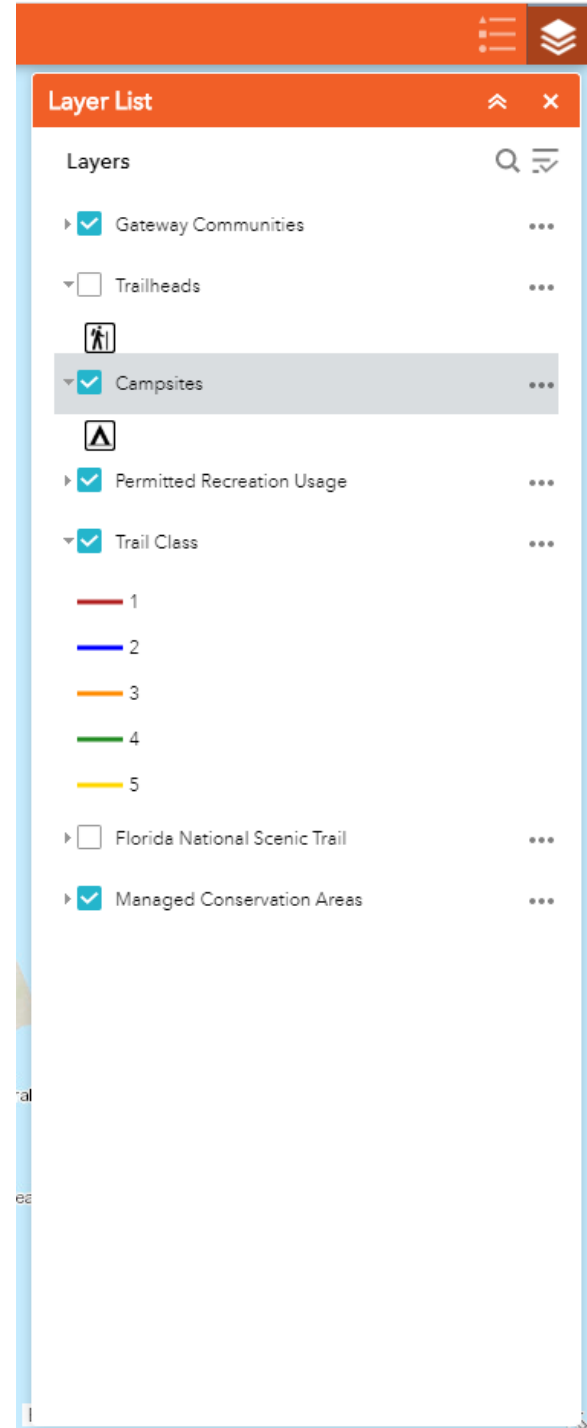 Layer List
Layers
Gateway Communities
Trailheads
Campsites
Permitted Recreation Usage
Trail Class
1
2
3
4
5
Florida National Scenic Trail
Managed Conservation Areas